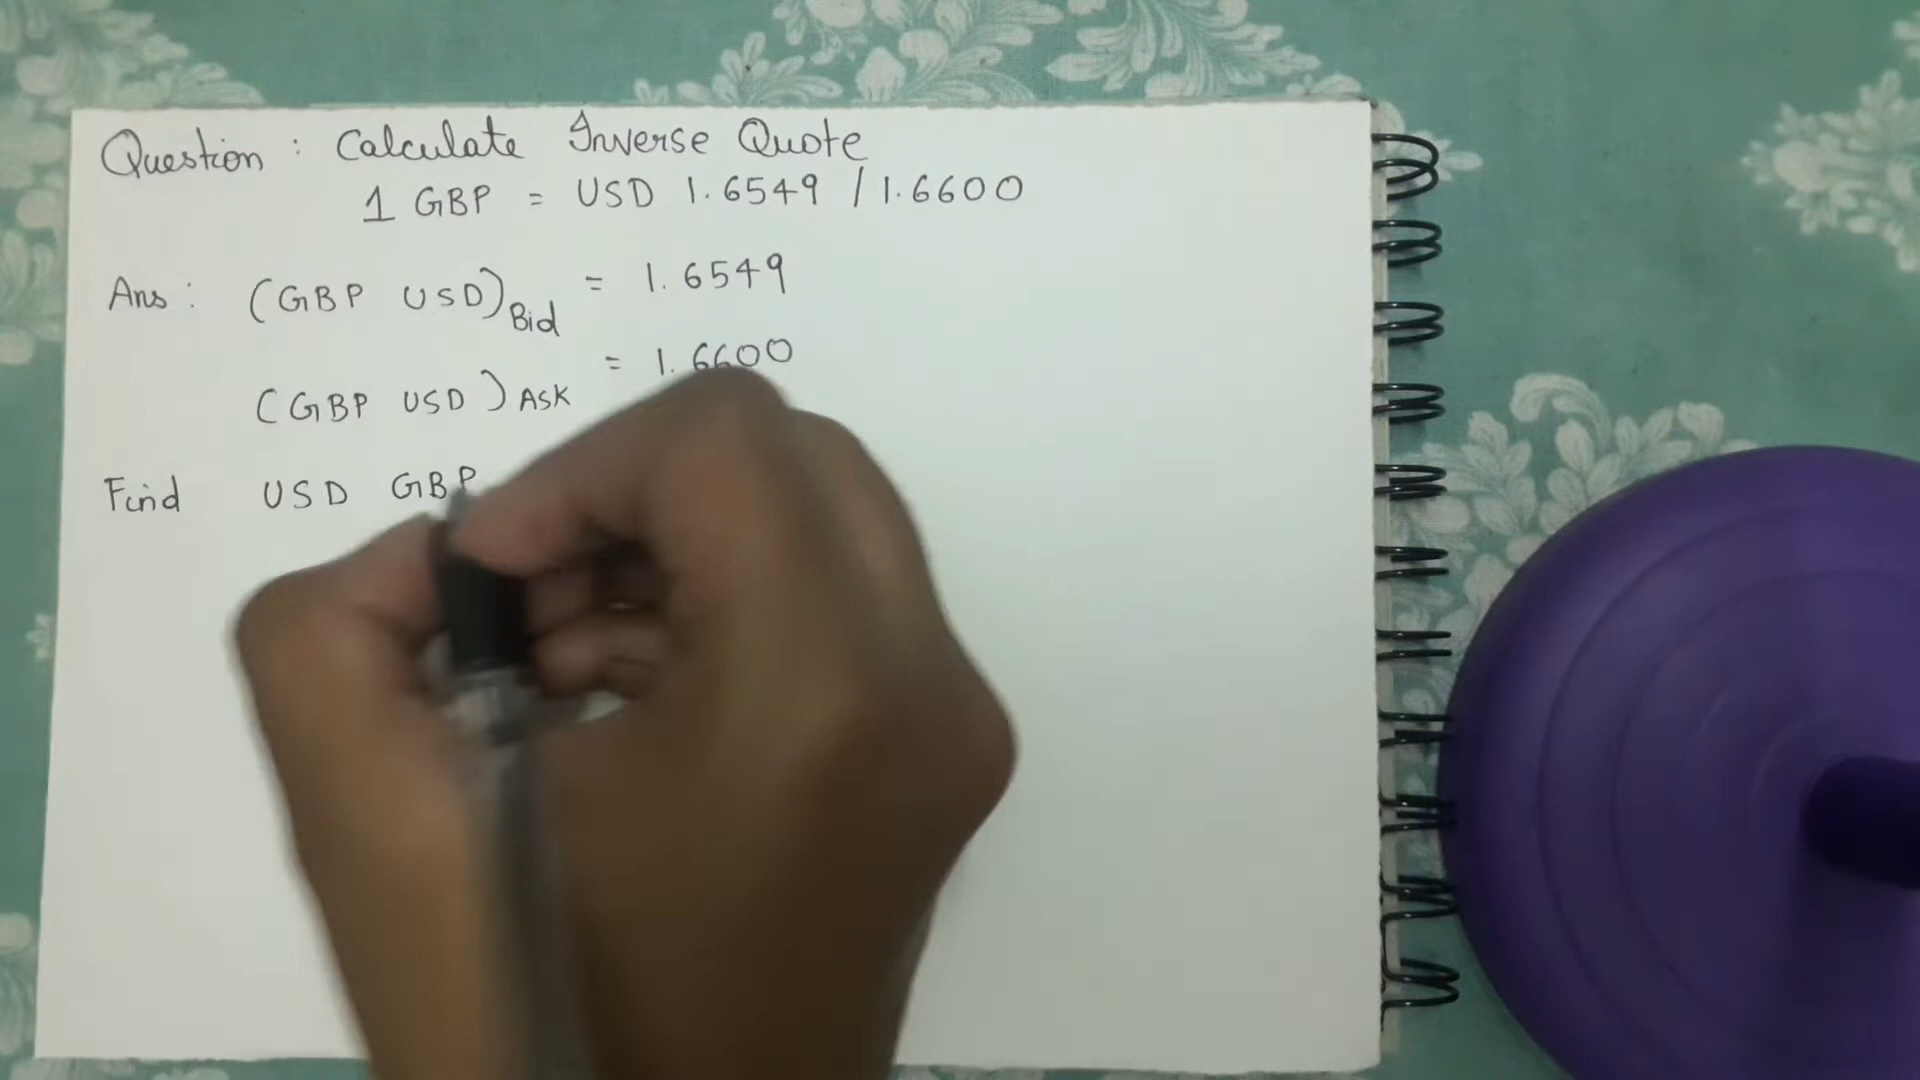 Question : Calculate Inverse Quote
1 GBP = USD 1.6549 / 1.6600
Ans : (GBP USD)Bid = 1.6549
(GBP USD)ASK = 1.6600
Find USD GBP